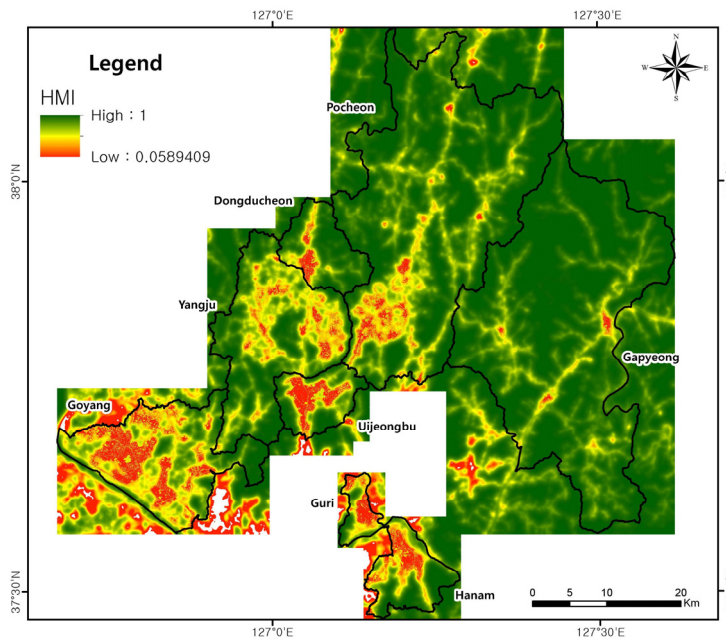 127°0'E
127°30'E
Legend
HMI
High : 1
Low : 0.0589409
N
W
E
S
Pocheon
38°0'N
Dongducheon
Yangju
Gapyeong
Goyang
Uijeongbu
Guri
Hanam
37°30'N
0 5 10 20
Km
127°0'E
127°30'E